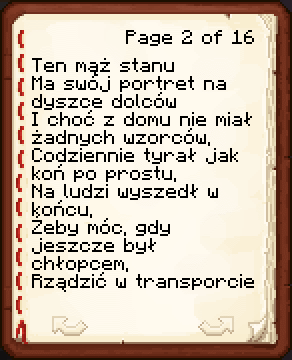 Page 2 of 16
Ten mąż stanu
Ma swój portret na
dyszce dolców
I choć z domu nie miał
żadnych wzorców,
Codziennie tyrał jak
koń po prostu,
Na ludzi wyszedł w
końcu,
Żeby móc, gdy
jeszcze był
chłopcem,
Rządzić w transporcie